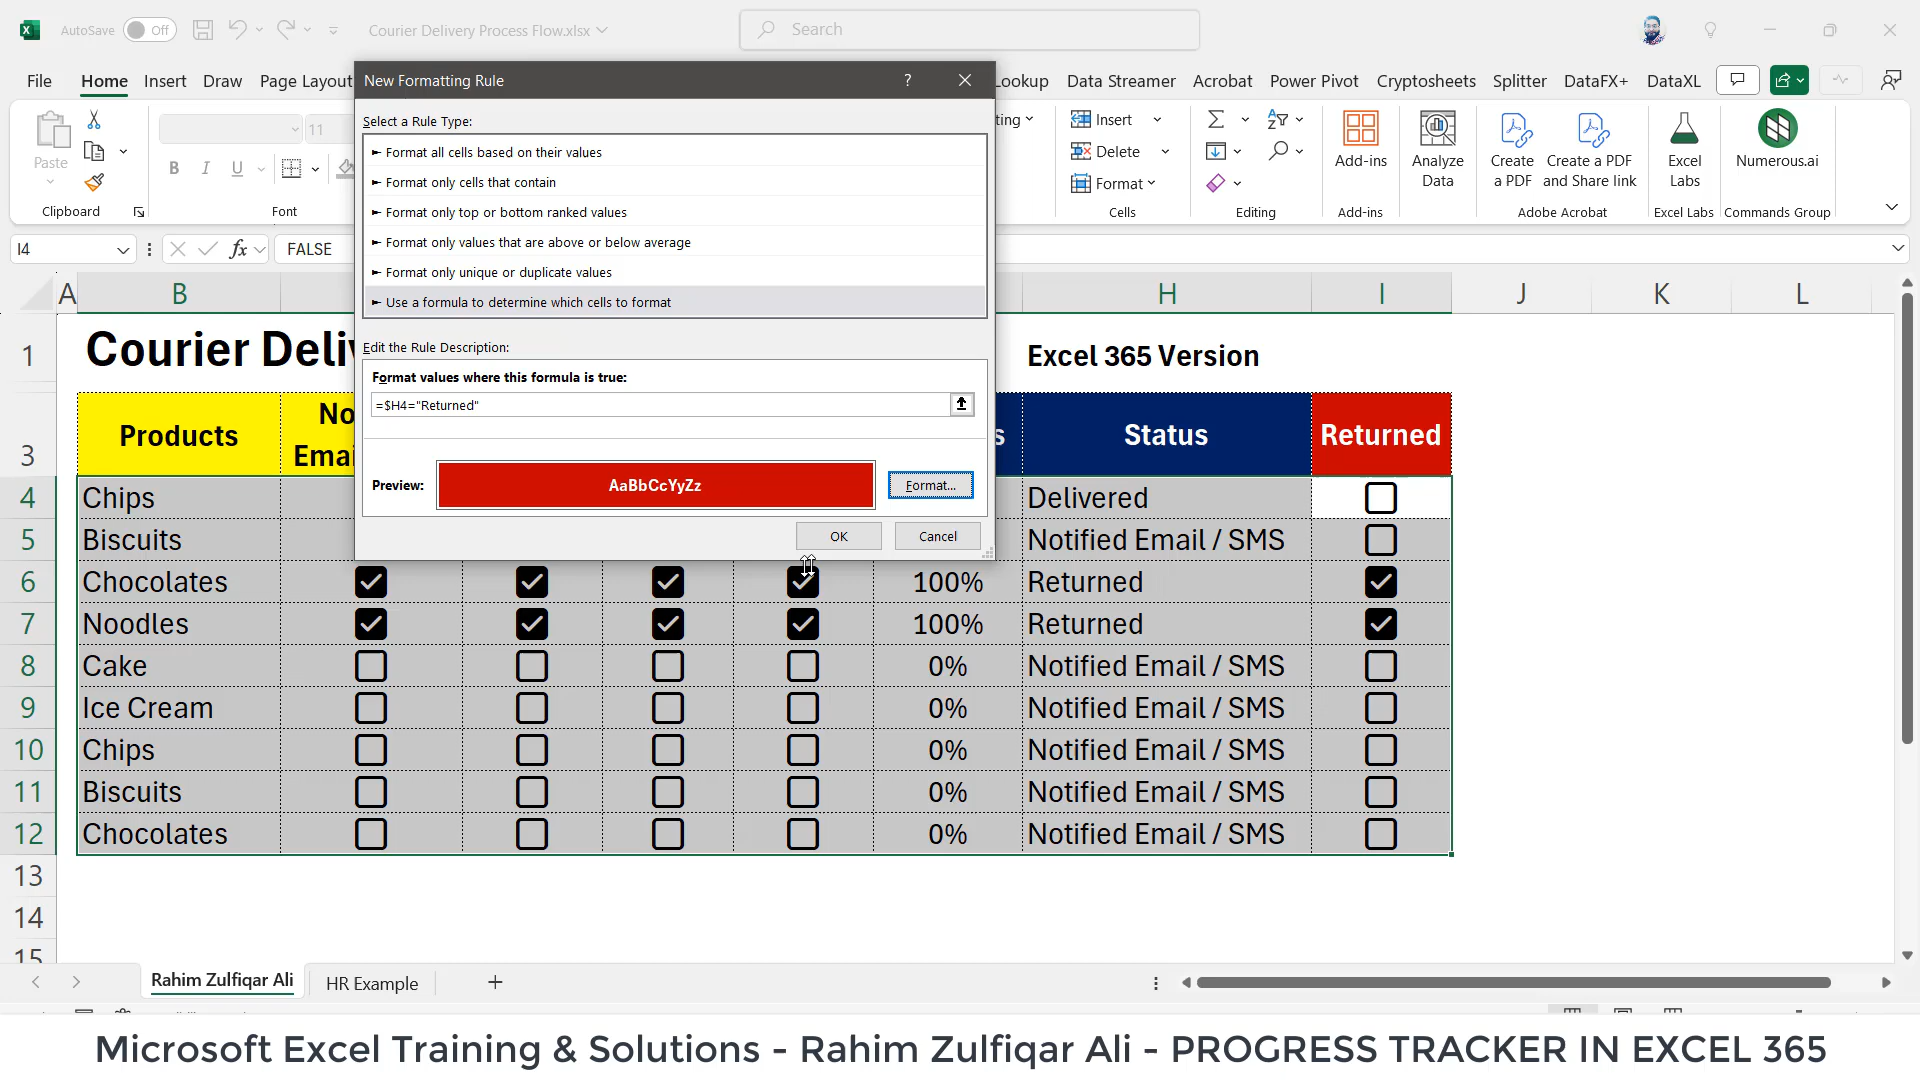 AutoSave Off Courier Delivery Process Flow.xlsx Search
File Home Insert Draw Page Layout Lookup Data Streamer Acrobat Power Pivot Cryptosheets Splitter DataFX+ DataXL
New Formatting Rule ?
Paste
B I U 11
Clipboard Font
Insert
Delete
Format
Cells
Editing
Add-ins
Add-ins
Analyze
Data
Create
a PDF
Create a PDF
and Share link
Adobe Acrobat
Excel
Labs
Excel Labs
Numerous.ai
Commands Group
I4 fx FALSE
Select a Rule Type:
► Format all cells based on their values
► Format only cells that contain
► Format only top or bottom ranked values
► Format only values that are above or below average
► Format only unique or duplicate values
► Use a formula to determine which cells to format
Edit the Rule Description:
Format values where this formula is true:
=$H4="Returned"
Preview: AaBbCcYyZz Format...
OK Cancel
A B H I J K L
1 Courier Deliv Excel 365 Version
3 Products Status Returned
4 Chips Delivered
5 Biscuits Notified Email / SMS
6 Chocolates 100% Returned
7 Noodles 100% Returned
8 Cake 0% Notified Email / SMS
9 Ice Cream 0% Notified Email / SMS
10 Chips 0% Notified Email / SMS
11 Biscuits 0% Notified Email / SMS
12 Chocolates 0% Notified Email / SMS
13
14
15
Rahim Zulfiqar Ali HR Example
Microsoft Excel Training & Solutions - Rahim Zulfiqar Ali - PROGRESS TRACKER IN EXCEL 365